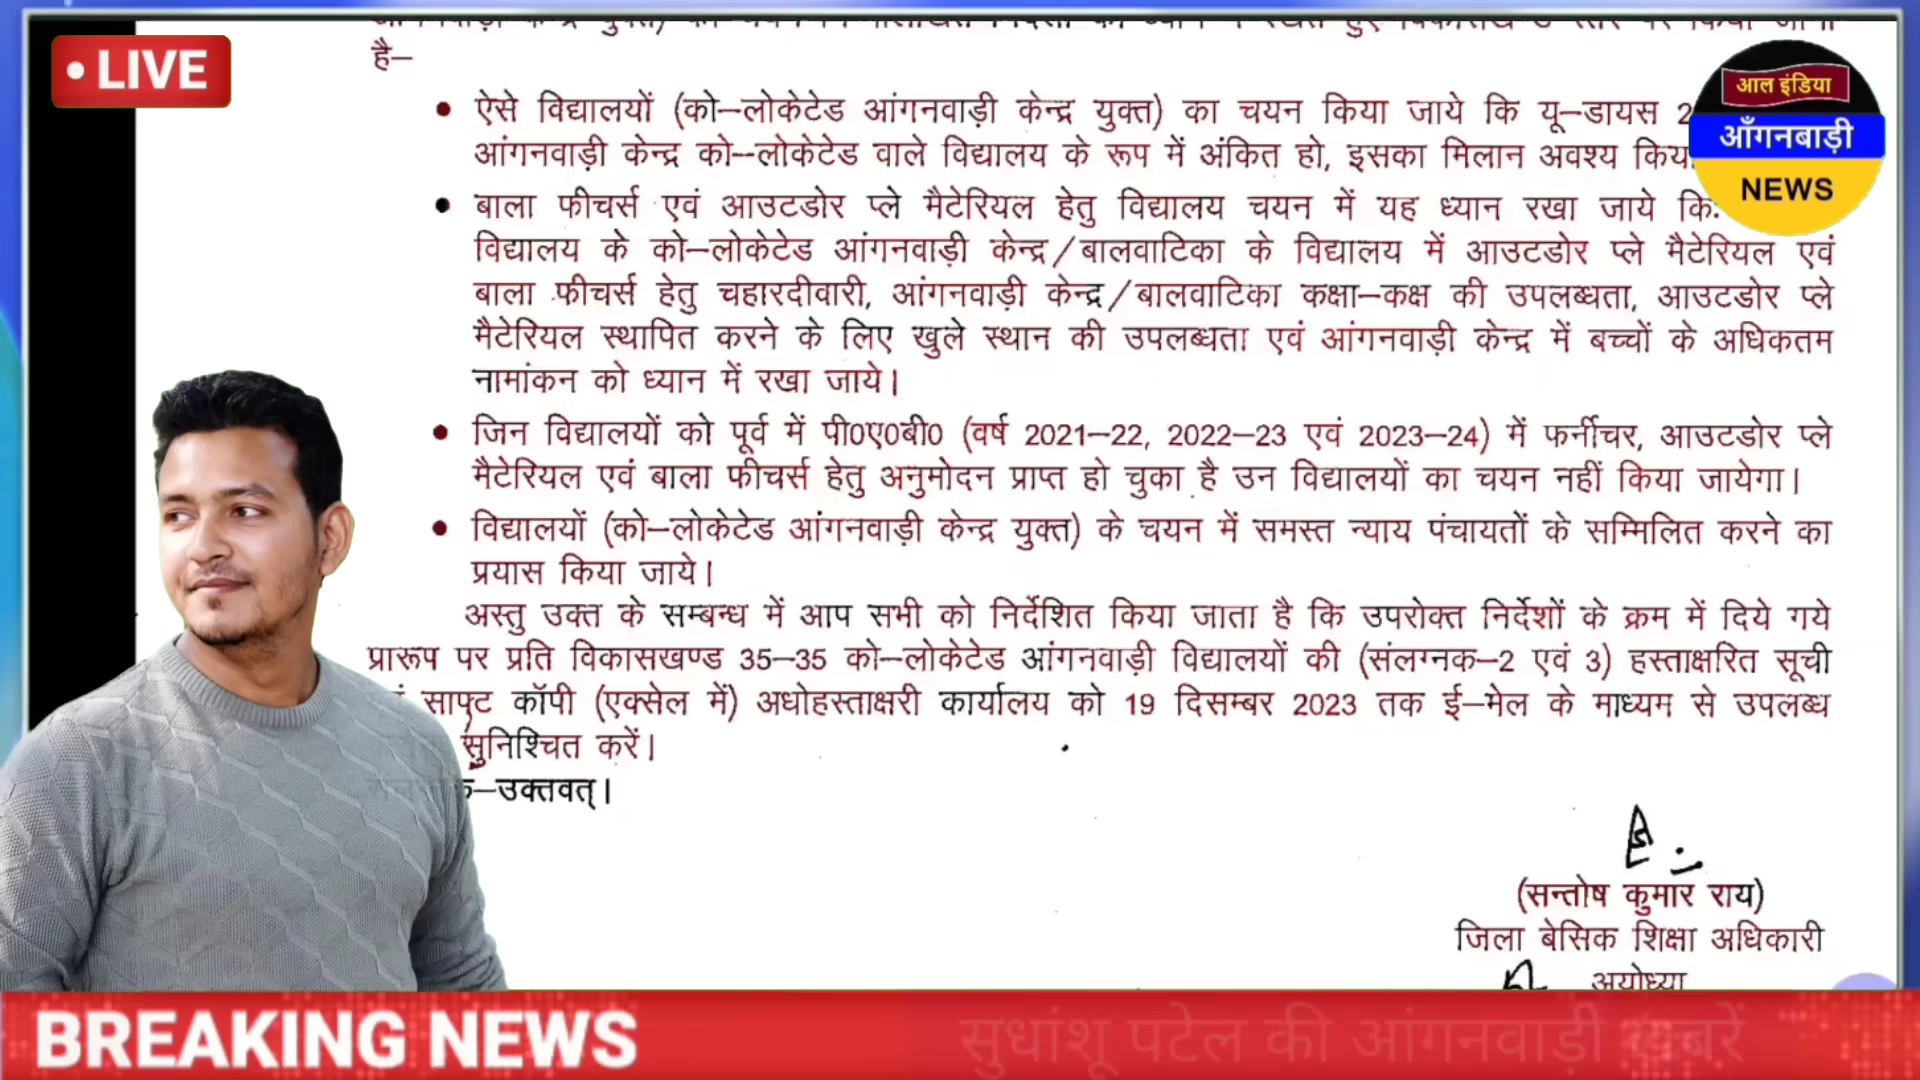 • LIVE
है–
• ऐसे विद्यालयों (को–लोकेटेड आंगनवाड़ी केन्द्र युक्त) का चयन किया जाये कि यू–डायस 2
आंगनवाड़ी केन्द्र को–लोकेटेड वाले विद्यालय के रूप में अंकित हो, इसका मिलान अवश्य किय
• बाला फीचर्स एवं आउटडोर प्ले मैटेरियल हेतु विद्यालय चयन में यह ध्यान रखा जाये कि
विद्यालय के को–लोकेटेड आंगनवाड़ी केन्द्र/बालवाटिका के विद्यालय में आउटडोर प्ले मैटेरियल एवं
बाला फीचर्स हेतु चहारदीवारी, आंगनवाड़ी केन्द्र/बालवाटिका कक्षा–कक्ष की उपलब्धता, आउटडोर प्ले
मैटेरियल स्थापित करने के लिए खुले स्थान की उपलब्धता एवं आंगनवाड़ी केन्द्र में बच्चों के अधिकतम
नामांकन को ध्यान में रखा जाये।
• जिन विद्यालयों को पूर्व में पी0ए0बी0 (वर्ष 2021–22, 2022–23 एवं 2023–24) में फर्नीचर, आउटडोर प्ले
मैटेरियल एवं बाला फीचर्स हेतु अनुमोदन प्राप्त हो चुका है उन विद्यालयों का चयन नहीं किया जायेगा।
• विद्यालयों (को–लोकेटेड आंगनवाड़ी केन्द्र युक्त) के चयन में समस्त न्याय पंचायतों के सम्मिलित करने का
प्रयास किया जाये।
अस्तु उक्त के सम्बन्ध में आप सभी को निर्देशित किया जाता है कि उपरोक्त निर्देशों के क्रम में दिये गये
प्रारूप पर प्रति विकासखण्ड 35–35 को–लोकेटेड आंगनवाड़ी विद्यालयों की (संलग्नक–2 एवं 3) हस्ताक्षरित सूची
साफ्ट कॉपी (एक्सेल में) अधोहस्ताक्षरी कार्यालय को 19 दिसम्बर 2023 तक ई–मेल के माध्यम से उपलब्ध
सुनिश्चित करें।
–उक्तवत्।
(सन्तोष कुमार राय)
जिला बेसिक शिक्षा अधिकारी
अयोध्या
आल इंडिया
आँगनबाड़ी
NEWS
BREAKING NEWS
सुधांशू पटेल की आंगनवाड़ी खबरें